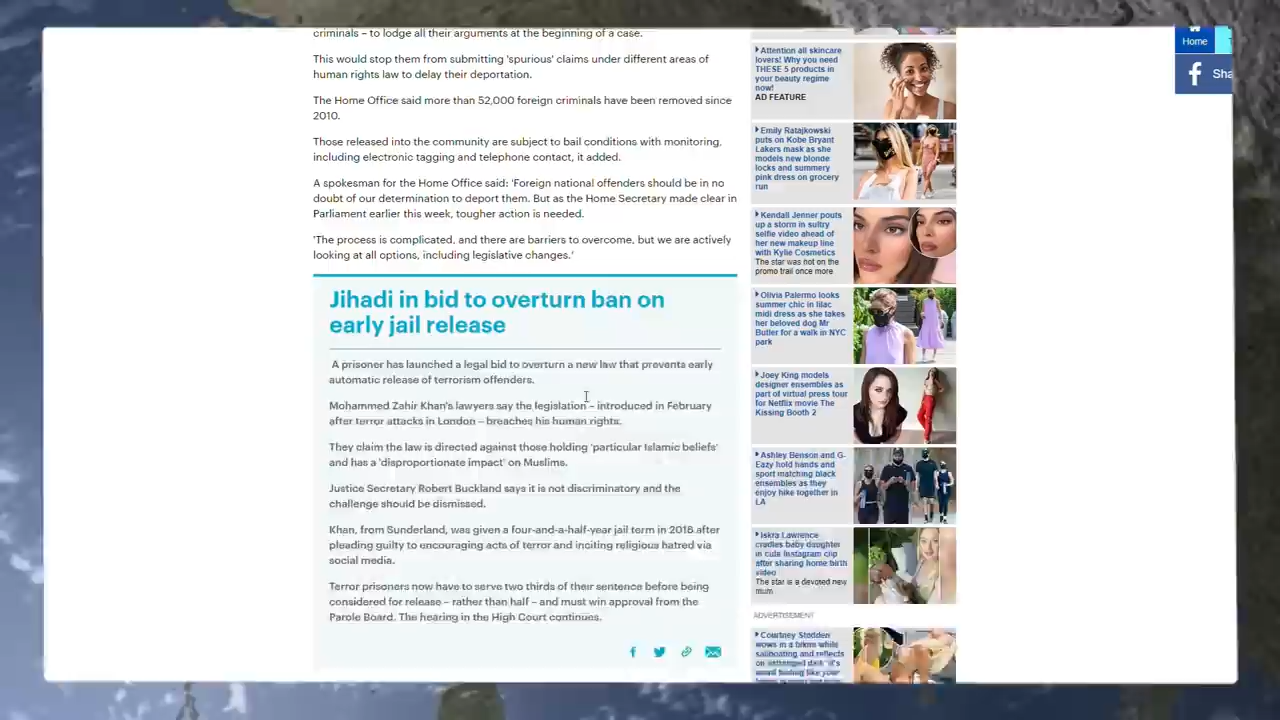 criminals – to lodge all their arguments at the beginning of a case.
This would stop them from submitting 'spurious' claims under different areas of
human rights law to delay their deportation.
The Home Office said more than 52,000 foreign criminals have been removed since
2010.
Those released into the community are subject to bail conditions with monitoring,
including electronic tagging and telephone contact, it added.
A spokesman for the Home Office said: 'Foreign national offenders should be in no
doubt of our determination to deport them. But as the Home Secretary made clear in
Parliament earlier this week, tougher action is needed.
'The process is complicated, and there are barriers to overcome, but we are actively
looking at all options, including legislative changes.'
Jihadi in bid to overturn ban on
early jail release
A prisoner has launched a legal bid to overturn a new law that prevents early
automatic release of terrorism offenders.
Mohammed Zahir Khan's lawyers say the legislation – introduced in February
after terror attacks in London – breaches his human rights.
They claim the law is directed against those holding 'particular Islamic beliefs'
and has a 'disproportionate impact' on Muslims.
Justice Secretary Robert Buckland says it is not discriminatory and the
challenge should be dismissed.
Khan, from Sunderland, was given a four-and-a-half-year jail term in 2018 after
pleading guilty to encouraging acts of terror and inciting religious hatred via
social media.
Terror prisoners now have to serve two thirds of their sentence before being
considered for release – rather than half – and must win approval from the
Parole Board. The hearing in the High Court continues.
Attention all skincare
lovers! Why you need
THESE 5 products in
your beauty regime
now!
AD FEATURE
Emily Ratajkowski
puts on Kobe Bryant
Lakers mask as she
models new blonde
locks and summery
pink dress on grocery
run
Kendall Jenner pouts
up a storm in sultry
selfie video ahead of
her new makeup line
with Kylie Cosmetics
The star was hot on the
promo trail once more
Olivia Palermo looks
summer chic in lilac
midi dress as she takes
her beloved dog Mr
Butler for a walk in NYC
park
Joey King models
designer ensembles as
part of virtual press tour
for Netflix movie The
Kissing Booth 2
Ashley Benson and G-
Eazy hold hands and
sport matching black
ensembles as they
enjoy hike together in
LA
Iskra Lawrence
cradles baby daughter
in cute Instagram clip
after sharing home birth
video
The star is a devoted new
mum
ADVERTISEMENT
Courtney Stodden
wows in a bikini while
sailboating and reflects
on
Home
Sha